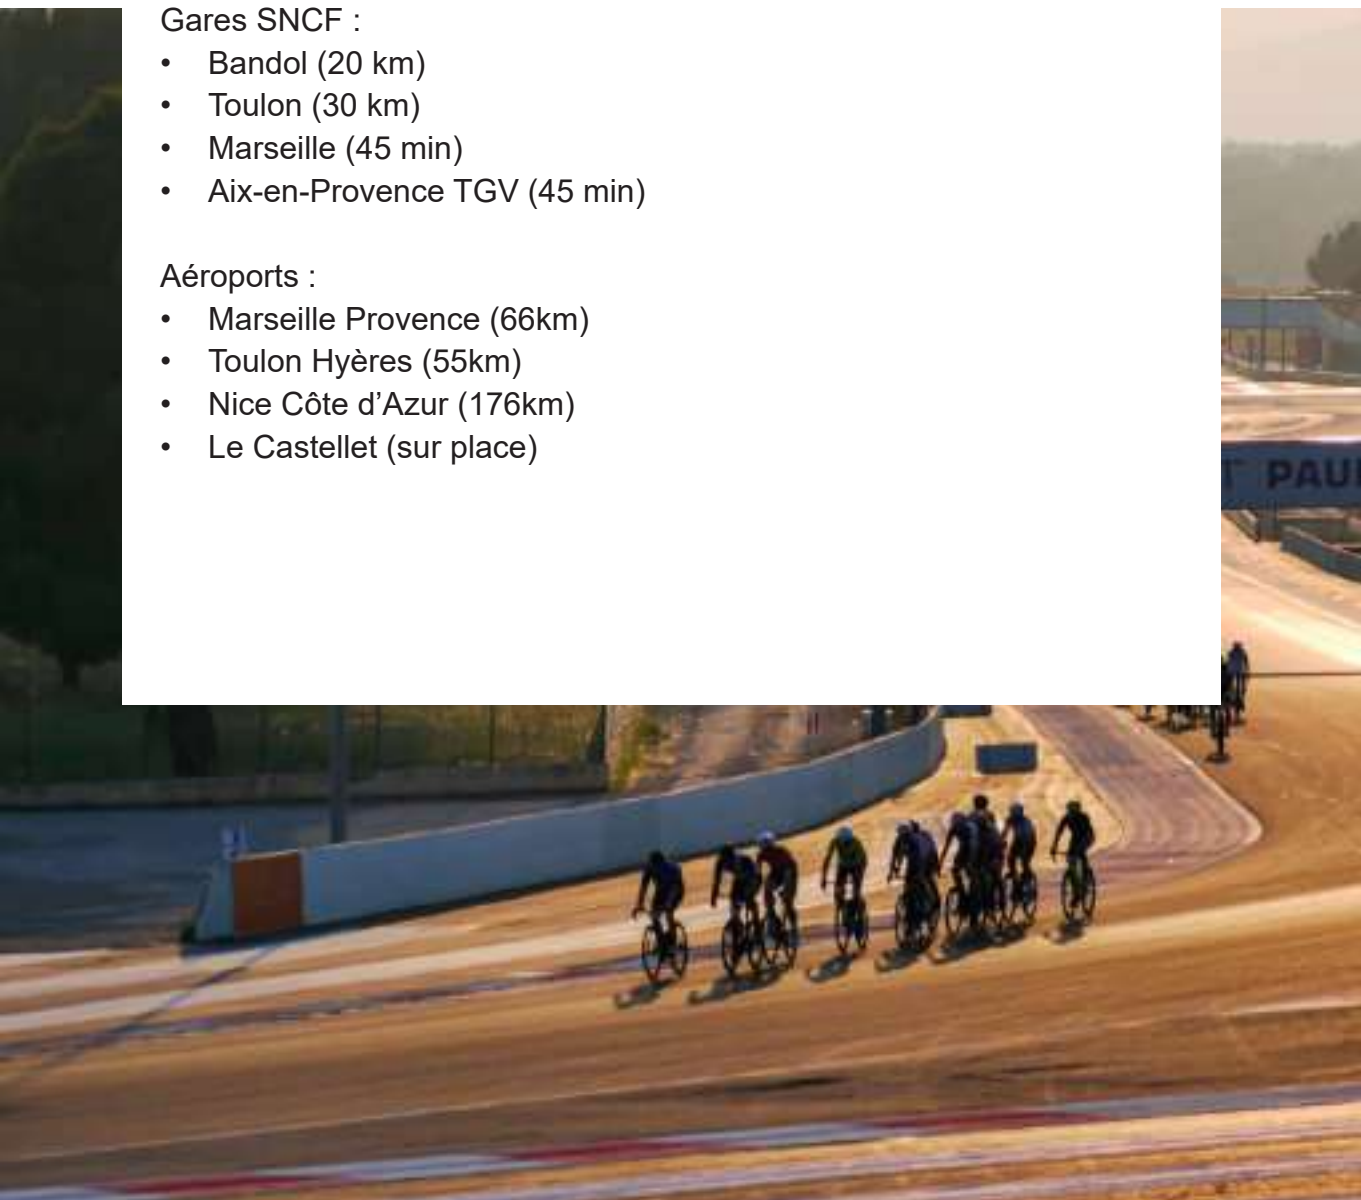 Gares SNCF :
• Bandol (20 km)
• Toulon (30 km)
• Marseille (45 min)
• Aix-en-Provence TGV (45 min)
Aéroports :
• Marseille Provence (66km)
• Toulon Hyères (55km)
• Nice Côte d’Azur (176km)
• Le Castellet (sur place)
PAUL